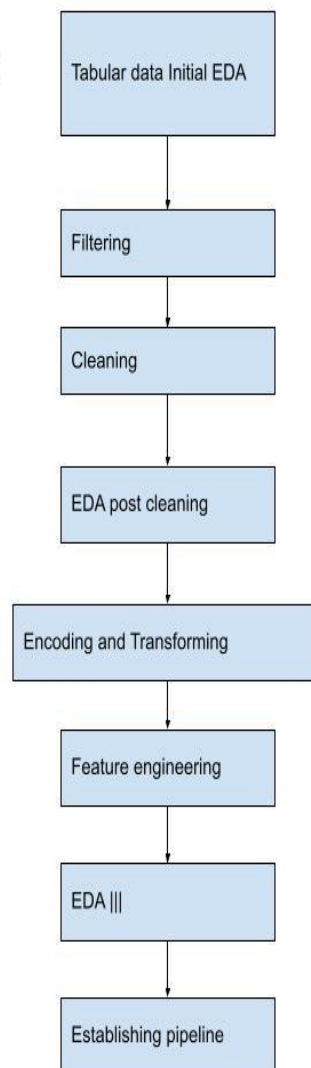 Tabular data Initial EDA
Filtering
Cleaning
EDA post cleaning
Encoding and Transforming
Feature engineering
EDA |||
Establishing pipeline